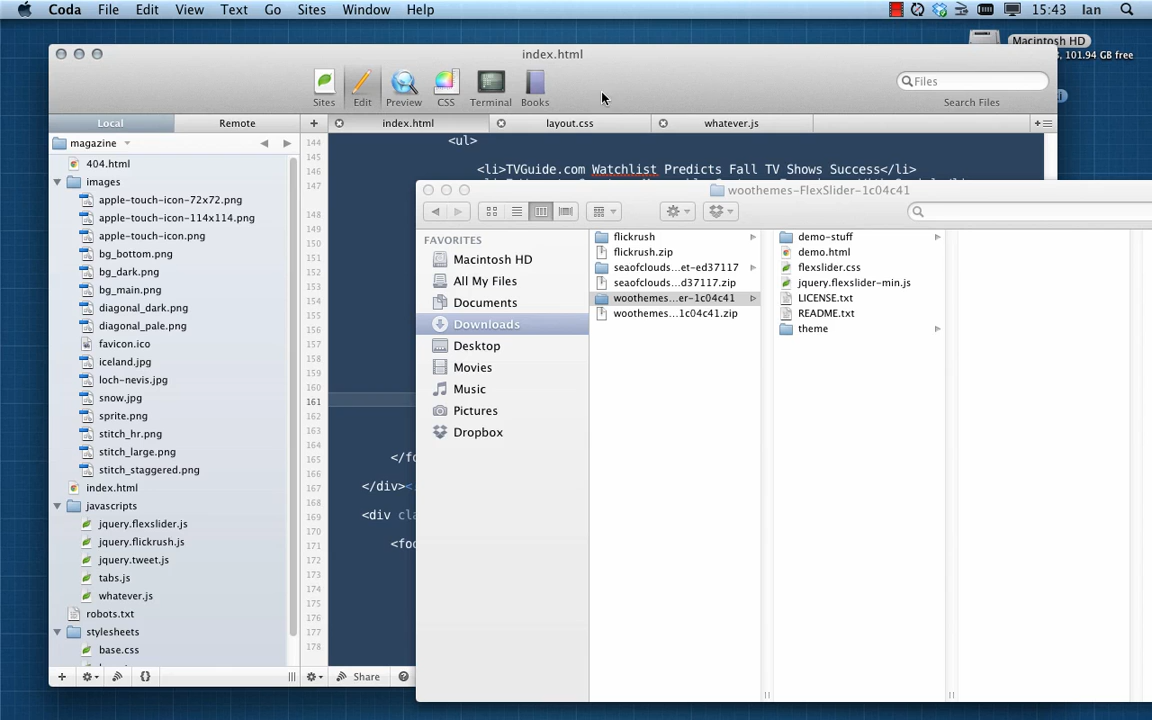 Coda File Edit View Text Go Sites Window Help 15:43 Ian
Macintosh HD
, 101.94 GB free
index.html
Files
Sites Edit Preview CSS Terminal Books Search Files
Local Remote index.html layout.css whatever.js
magazine
404.html
images
apple-touch-icon-72x72.png
apple-touch-icon-114x114.png
apple-touch-icon.png
bg_bottom.png
bg_dark.png
bg_main.png
diagonal_dark.png
diagonal_pale.png
favicon.ico
iceland.jpg
loch-nevis.jpg
snow.jpg
sprite.png
stitch_hr.png
stitch_large.png
stitch_staggered.png
index.html
javascripts
jquery.flexslider.js
jquery.flickrush.js
jquery.tweet.js
tabs.js
whatever.js
robots.txt
stylesheets
base.css
144 <ul>
145
146 <li>TVGuide.com Watchlist Predicts Fall TV Shows Success</li>
147
148
149
150
151
152
153
154
155
156
157
158
159
160
161
162
163
164
165 </fo
166
167 </div><
168
169 <div cla
170
171 <foo
172
173
174
175
176
177
178
Share
woothemes-FlexSlider-1c04c41
FAVORITES
Macintosh HD
All My Files
Documents
Downloads
Desktop
Movies
Music
Pictures
Dropbox
flickrush
flickrush.zip
seaofclouds...et-ed37117
seaofclouds...d37117.zip
woothemes...er-1c04c41
woothemes...1c04c41.zip
demo-stuff
demo.html
flexslider.css
jquery.flexslider-min.js
LICENSE.txt
README.txt
theme